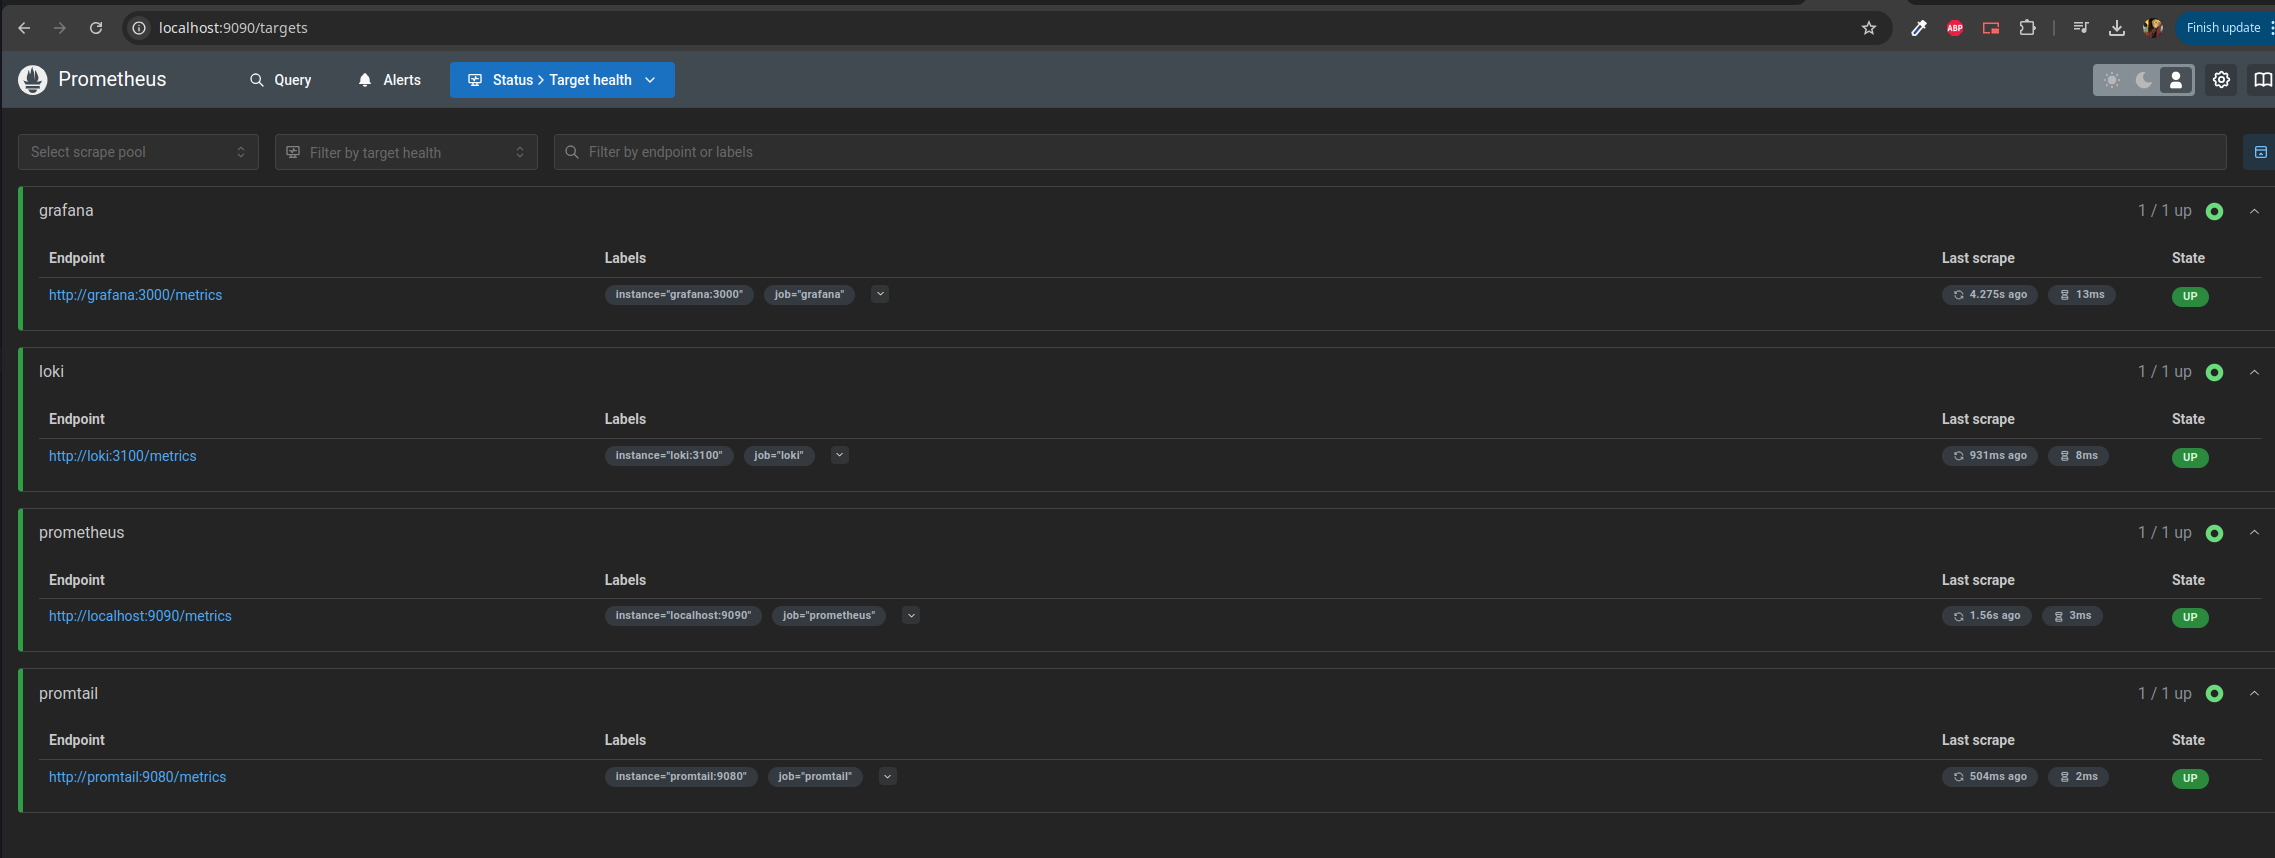 localhost:9090/targets
ABP
Finish update
Prometheus
Query
Alerts
Status > Target health
Select scrape pool
Filter by target health
Filter by endpoint or labels
grafana
1 / 1 up
Endpoint Labels Last scrape State
http://grafana:3000/metrics instance="grafana:3000" job="grafana" 4.275s ago 13ms UP
loki
1 / 1 up
Endpoint Labels Last scrape State
http://loki:3100/metrics instance="loki:3100" job="loki" 931ms ago 8ms UP
prometheus
1 / 1 up
Endpoint Labels Last scrape State
http://localhost:9090/metrics instance="localhost:9090" job="prometheus" 1.56s ago 3ms UP
promtail
1 / 1 up
Endpoint Labels Last scrape State
http://promtail:9080/metrics instance="promtail:9080" job="promtail" 504ms ago 2ms UP